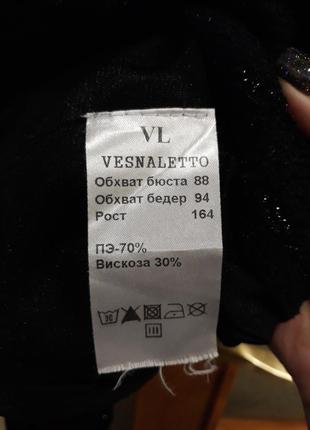 VL
VESNALETTO
Обхват бюста 88
Обхват бедер 94
Рост 164
ПЭ-70%
Вискоза 30%